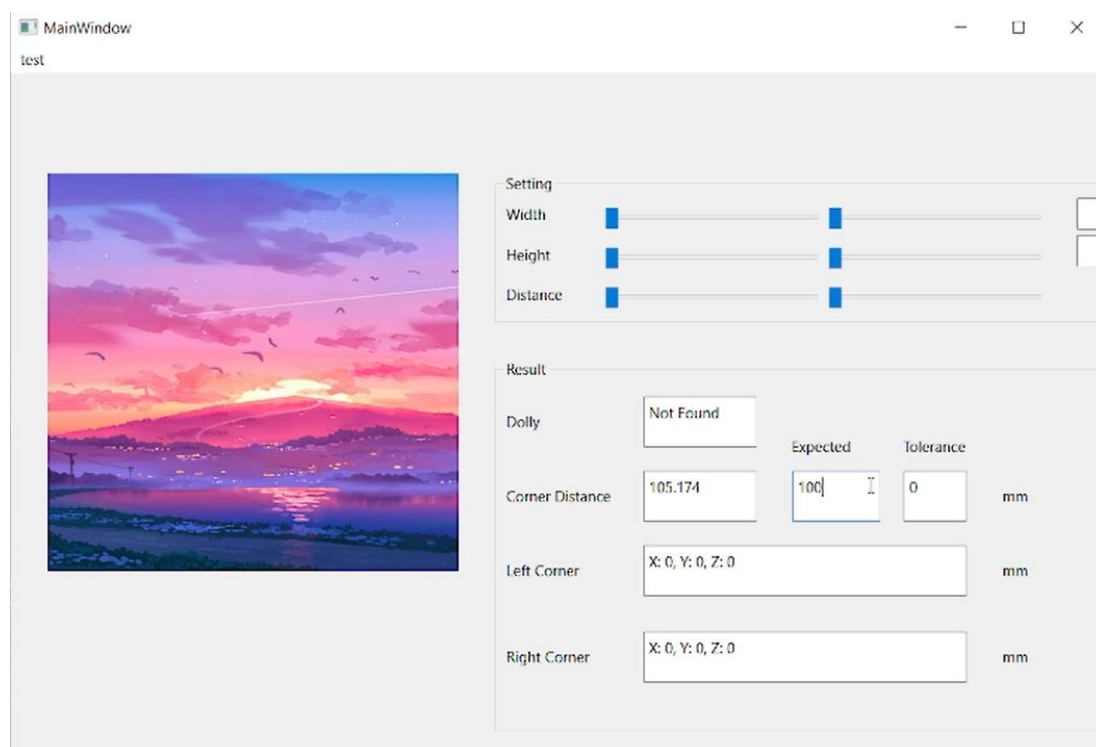 MainWindow
test
Setting
Width
Height
Distance
Result
Dolly
Not Found
Expected
Tolerance
Corner Distance
105.174
100
0
mm
Left Corner
X: 0, Y: 0, Z: 0
mm
Right Corner
X: 0, Y: 0, Z: 0
mm